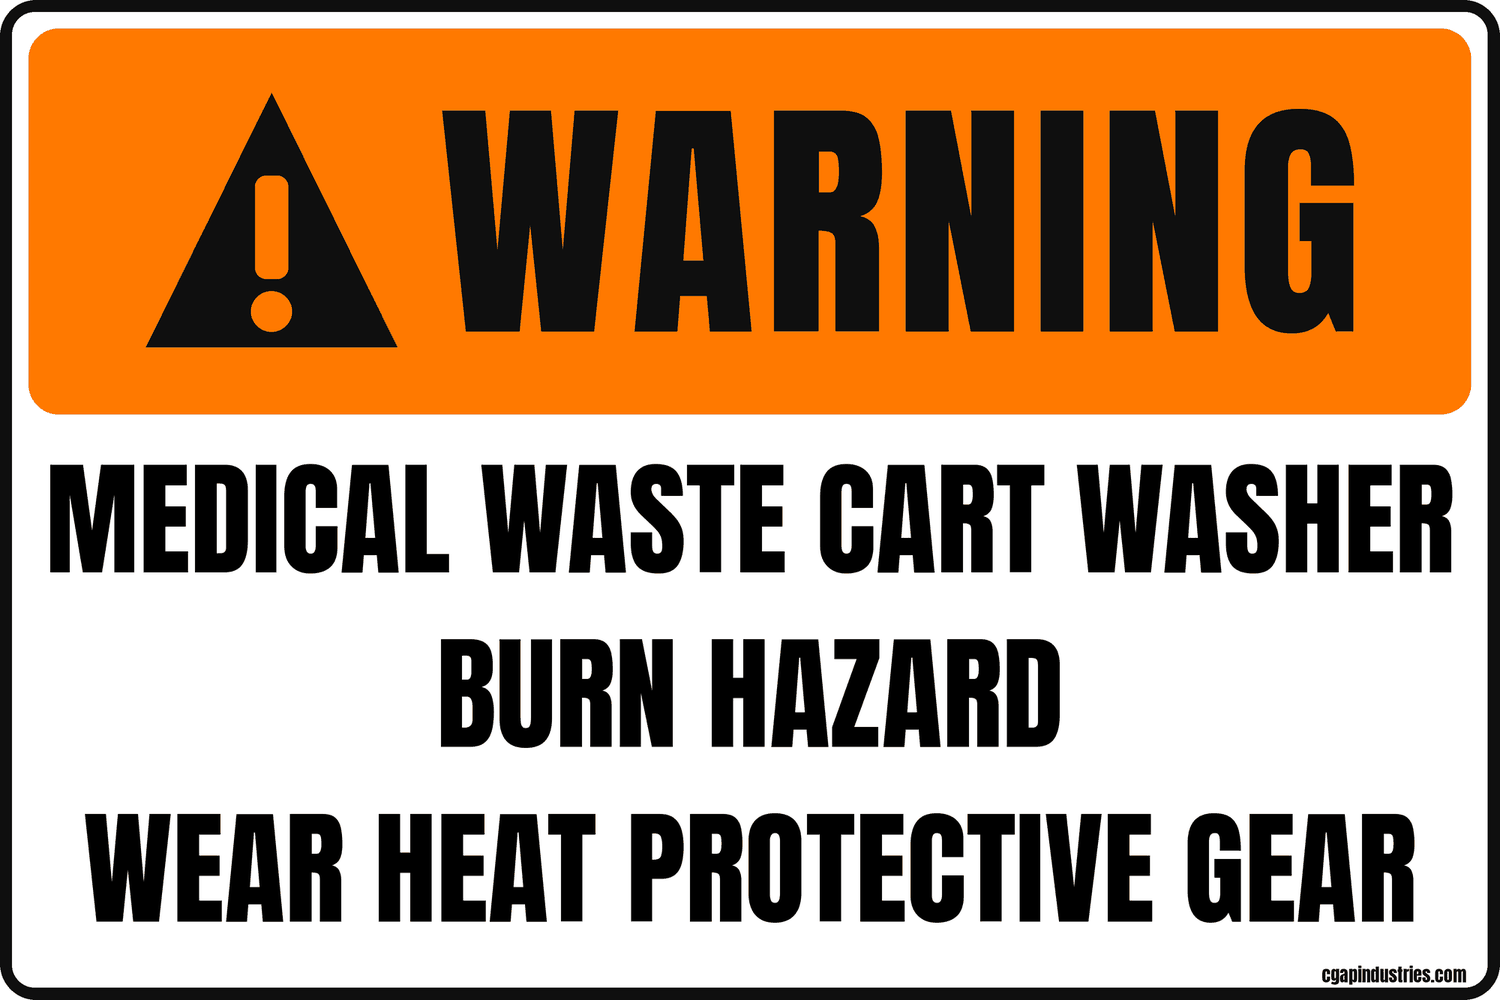 WARNING
MEDICAL WASTE CART WASHER
BURN HAZARD
WEAR HEAT PROTECTIVE GEAR
cgapindustries.com